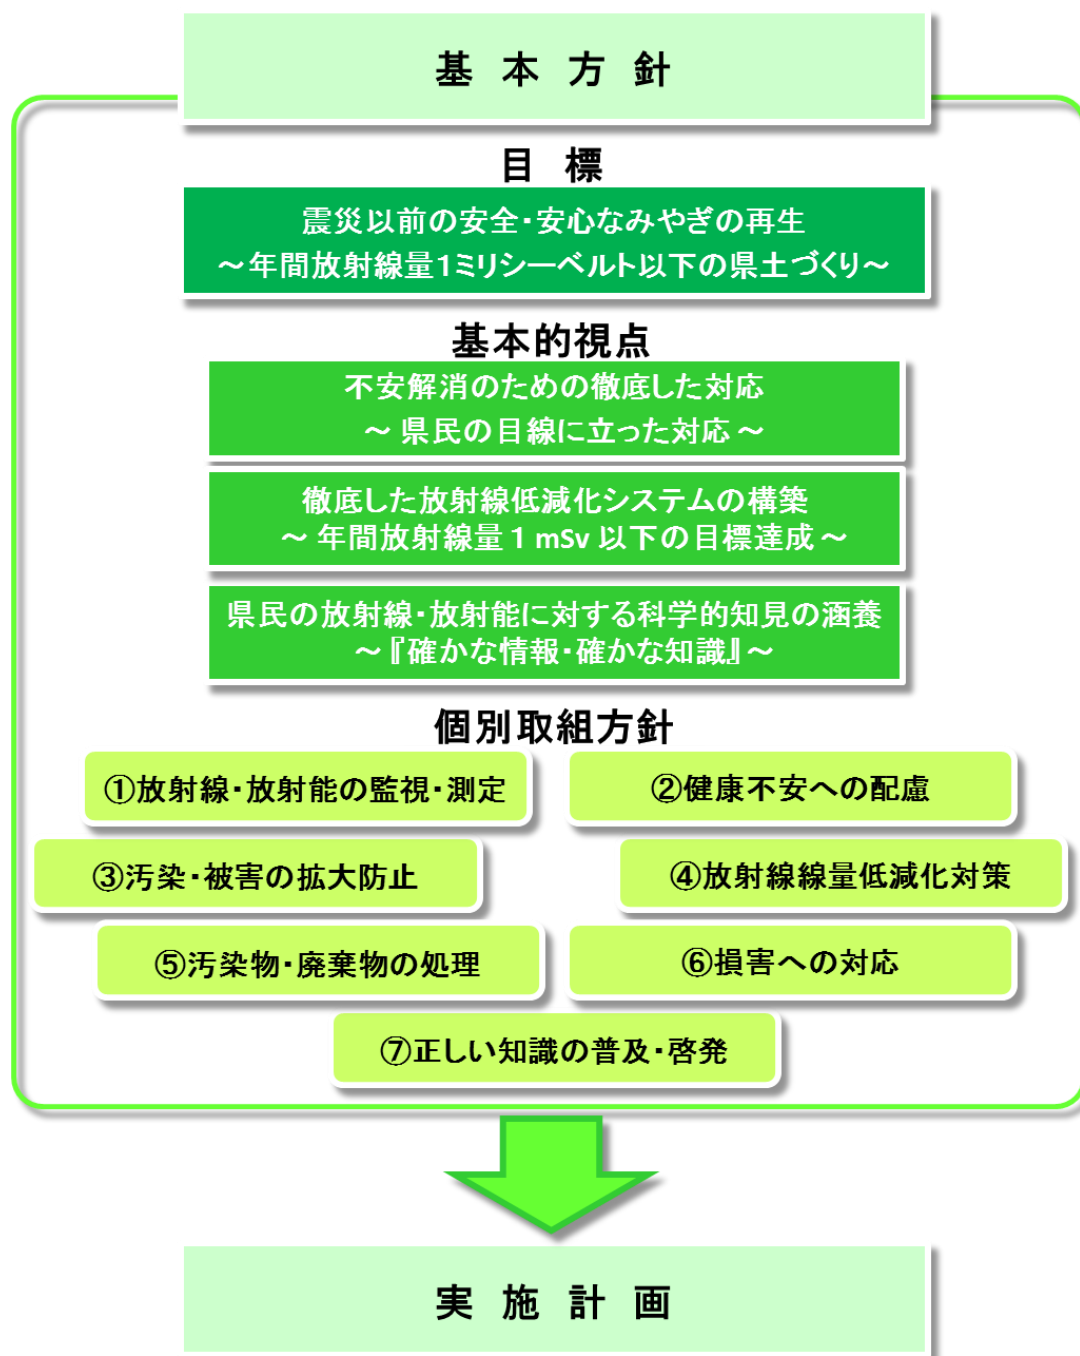 基本方針
目標
震災以前の安全・安心なみやぎの再生
～年間放射線量1ミリシーベルト以下の県土づくり～
基本的視点
不安解消のための徹底した対応
～ 県民の目線に立った対応 ～
徹底した放射線低減化システムの構築
～ 年間放射線量 1 mSv 以下の目標達成 ～
県民の放射線・放射能に対する科学的知見の涵養
～『確かな情報・確かな知識』～
個別取組方針
①放射線・放射能の監視・測定
②健康不安への配慮
③汚染・被害の拡大防止
④放射線線量低減化対策
⑤汚染物・廃棄物の処理
⑥損害への対応
⑦正しい知識の普及・啓発
実施計画